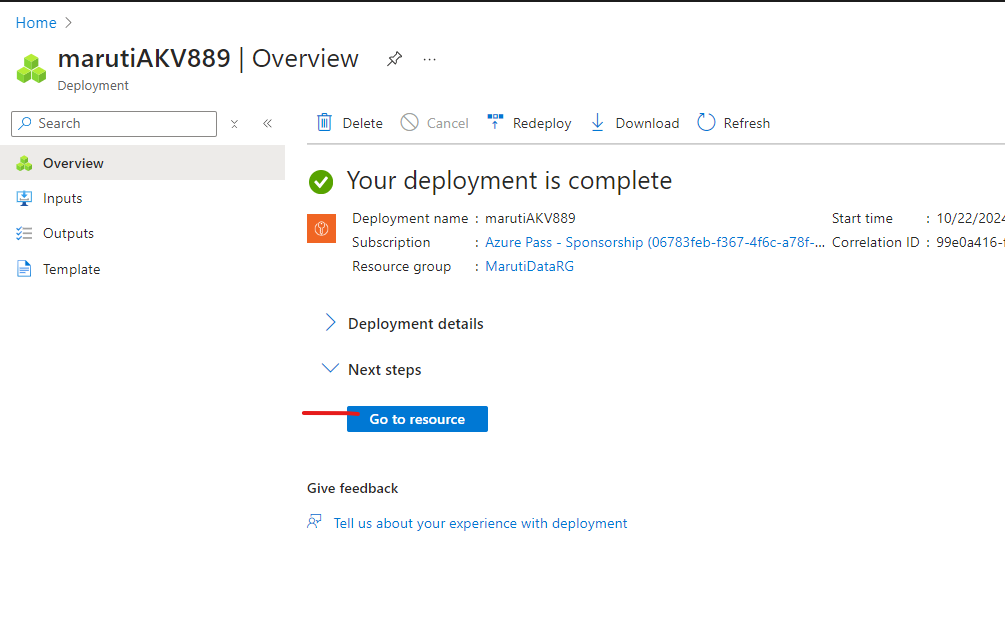 Home
marutiAKV889 | Overview
Deployment
Search
Delete
Cancel
Redeploy
Download
Refresh
Overview
Inputs
Outputs
Template
Your deployment is complete
Deployment name : marutiAKV889
Subscription : Azure Pass - Sponsorship (06783feb-f367-4f6c-a78f-...
Resource group : MarutiDataRG
Start time : 10/22/2024
Correlation ID : 99e0a416-
Deployment details
Next steps
Go to resource
Give feedback
Tell us about your experience with deployment